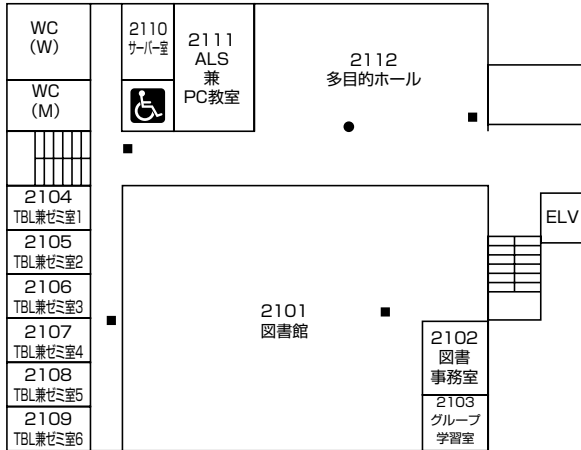 WC
(W)
2110
サーバー室
2111
ALS
兼
PC教室
2112
多目的ホール
WC
(M)
2104
TBL兼ゼミ室1
2105
TBL兼ゼミ室2
2106
TBL兼ゼミ室3
2107
TBL兼ゼミ室4
2108
TBL兼ゼミ室5
2109
TBL兼ゼミ室6
2101
図書館
2102
図書
事務室
2103
グループ
学習室
ELV